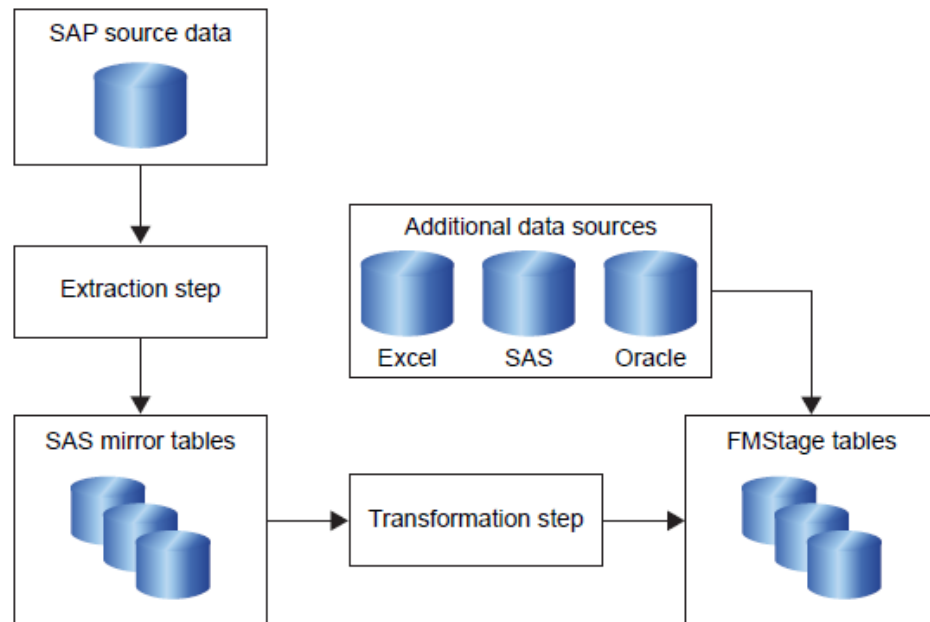 SAP source data
Extraction step
Additional data sources
Excel
SAS
Oracle
SAS mirror tables
Transformation step
FMStage tables